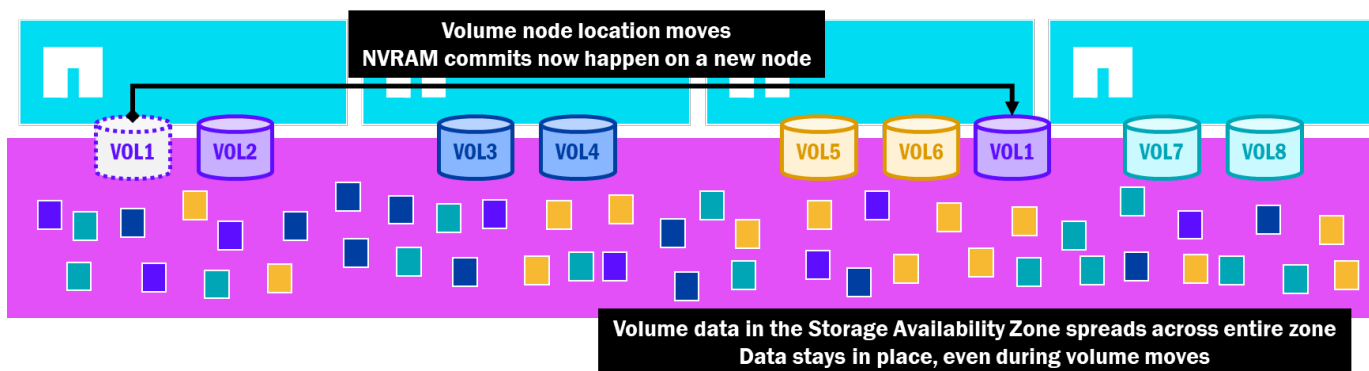 Volume node location moves
NVRAM commits now happen on a new node
VOL1
VOL2
VOL3
VOL4
VOL5
VOL6
VOL1
VOL7
VOL8
Volume data in the Storage Availability Zone spreads across entire zone
Data stays in place, even during volume moves